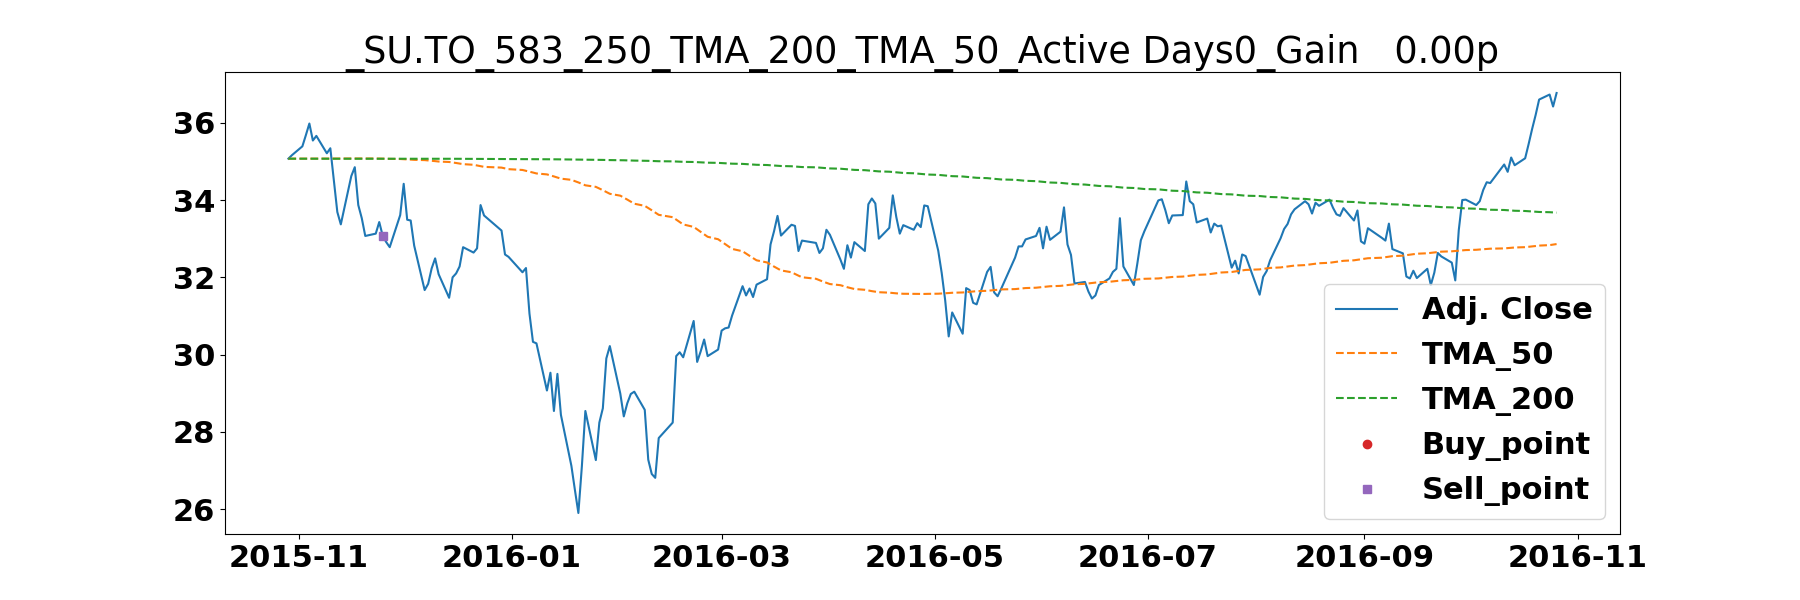 _SU.TO_583_250_TMA_200_TMA_50_Active Days0_Gain   0.00p
36
34
32
30
28
26
Adj. Close
TMA_50
TMA_200
Buy_point
Sell_point
2015-11 2016-01 2016-03 2016-05 2016-07 2016-09 2016-11